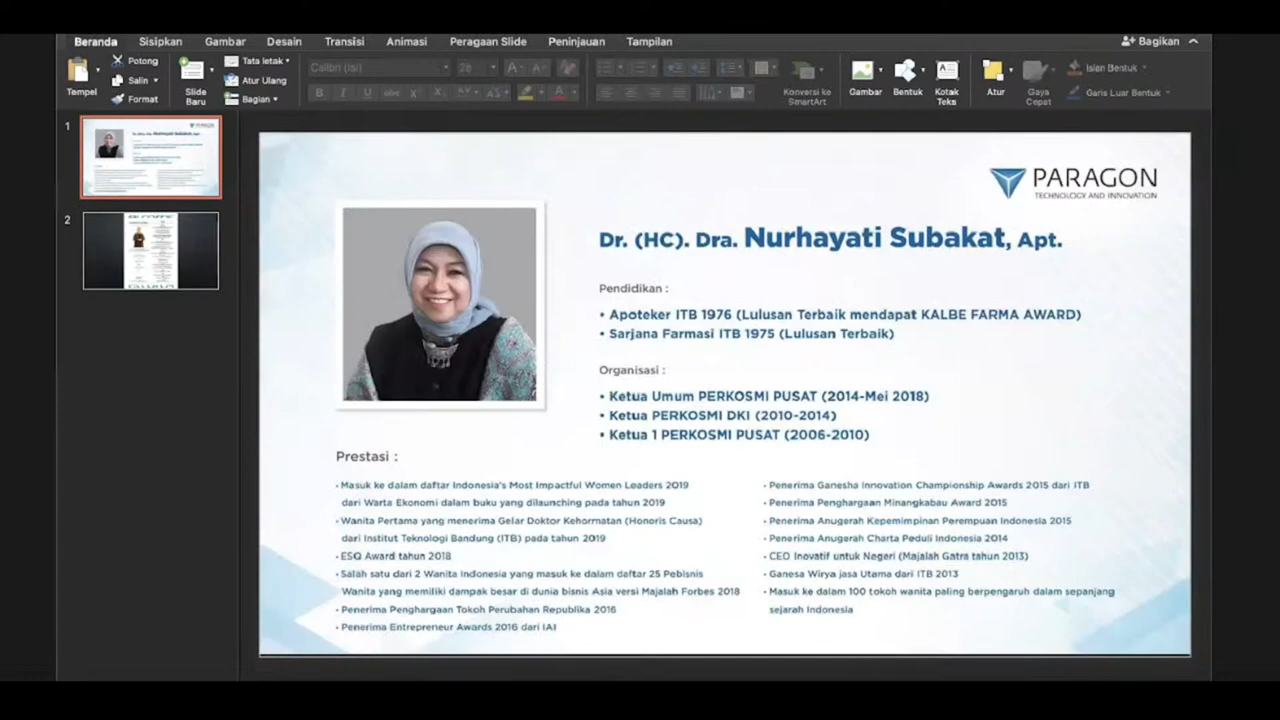 Beranda Sisipkan Gambar Desain Transisi Animasi Peragaan Slide Peninjauan Tampilan Bagikan
Tempel
Potong
Salin
Format
Slide
Baru
Tata letak
Atur Ulang
Bagian
Calibri (Isi)
28
B I U abc X X
A
Konversi ke
SmartArt
Gambar
Bentuk
Kotak
Teks
Atur
Gaya
Cepat
Isian Bentuk
Garis Luar Bentuk
1
2
PARAGON
TECHNOLOGY AND INNOVATION
Dr. (HC). Dra. Nurhayati Subakat, Apt.
Pendidikan :
• Apoteker ITB 1976 (Lulusan Terbaik mendapat KALBE FARMA AWARD)
• Sarjana Farmasi ITB 1975 (Lulusan Terbaik)
Organisasi :
• Ketua Umum PERKOSMI PUSAT (2014-Mei 2018)
• Ketua PERKOSMI DKI (2010-2014)
• Ketua 1 PERKOSMI PUSAT (2006-2010)
Prestasi :
• Masuk ke dalam daftar Indonesia's Most Impactful Women Leaders 2019
dari Warta Ekonomi dalam buku yang dilaunching pada tahun 2019
• Wanita Pertama yang menerima Gelar Doktor Kehormatan (Honoris Causa)
dari Institut Teknologi Bandung (ITB) pada tahun 2019
• ESQ Award tahun 2018
• Salah satu dari 2 Wanita Indonesia yang masuk ke dalam daftar 25 Pebisnis
Wanita yang memiliki dampak besar di dunia bisnis Asia versi Majalah Forbes 2018
• Penerima Penghargaan Tokoh Perubahan Republika 2016
• Penerima Entrepreneur Awards 2016 dari IAI
• Penerima Ganesha Innovation Championship Awards 2015 dari ITB
• Penerima Penghargaan Minangkabau Award 2015
• Penerima Anugerah Kepemimpinan Perempuan Indonesia 2015
• Penerima Anugerah Charta Peduli Indonesia 2014
• CEO Inovatif untuk Negeri (Majalah Gatra tahun 2013)
• Ganesa Wirya jasa Utama dari ITB 2013
• Masuk ke dalam 100 tokoh wanita paling berpengaruh dalam sepanjang
sejarah Indonesia